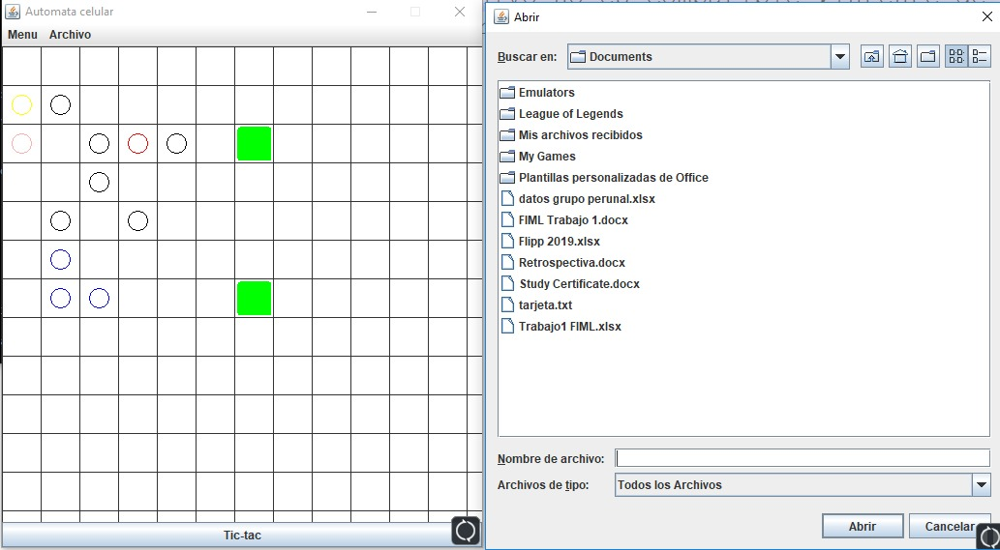 Automata celular
Menu Archivo
Tic-tac
Abrir
Buscar en: Documents
Emulators
League of Legends
Mis archivos recibidos
My Games
Plantillas personalizadas de Office
datos grupo perunal.xlsx
FIML Trabajo 1.docx
Flipp 2019.xlsx
Retrospectiva.docx
Study Certificate.docx
tarjeta.txt
Trabajo1 FIML.xlsx
Nombre de archivo:
Archivos de tipo: Todos los Archivos
Abrir Cancelar